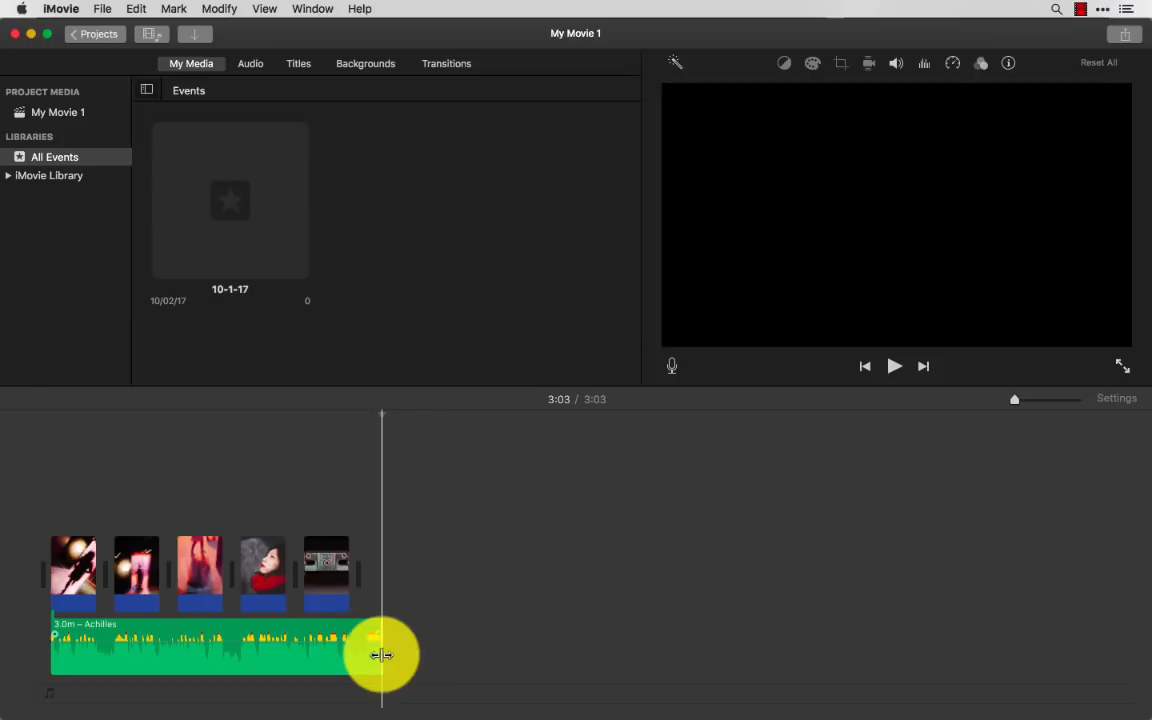 iMovie File Edit Mark Modify View Window Help
Projects
My Movie 1
My Media Audio Titles Backgrounds Transitions
Reset All
PROJECT MEDIA
Events
My Movie 1
LIBRARIES
All Events
iMovie Library
10-1-17
10/02/17 0
3:03 / 3:03
Settings
3.0m – Achilles